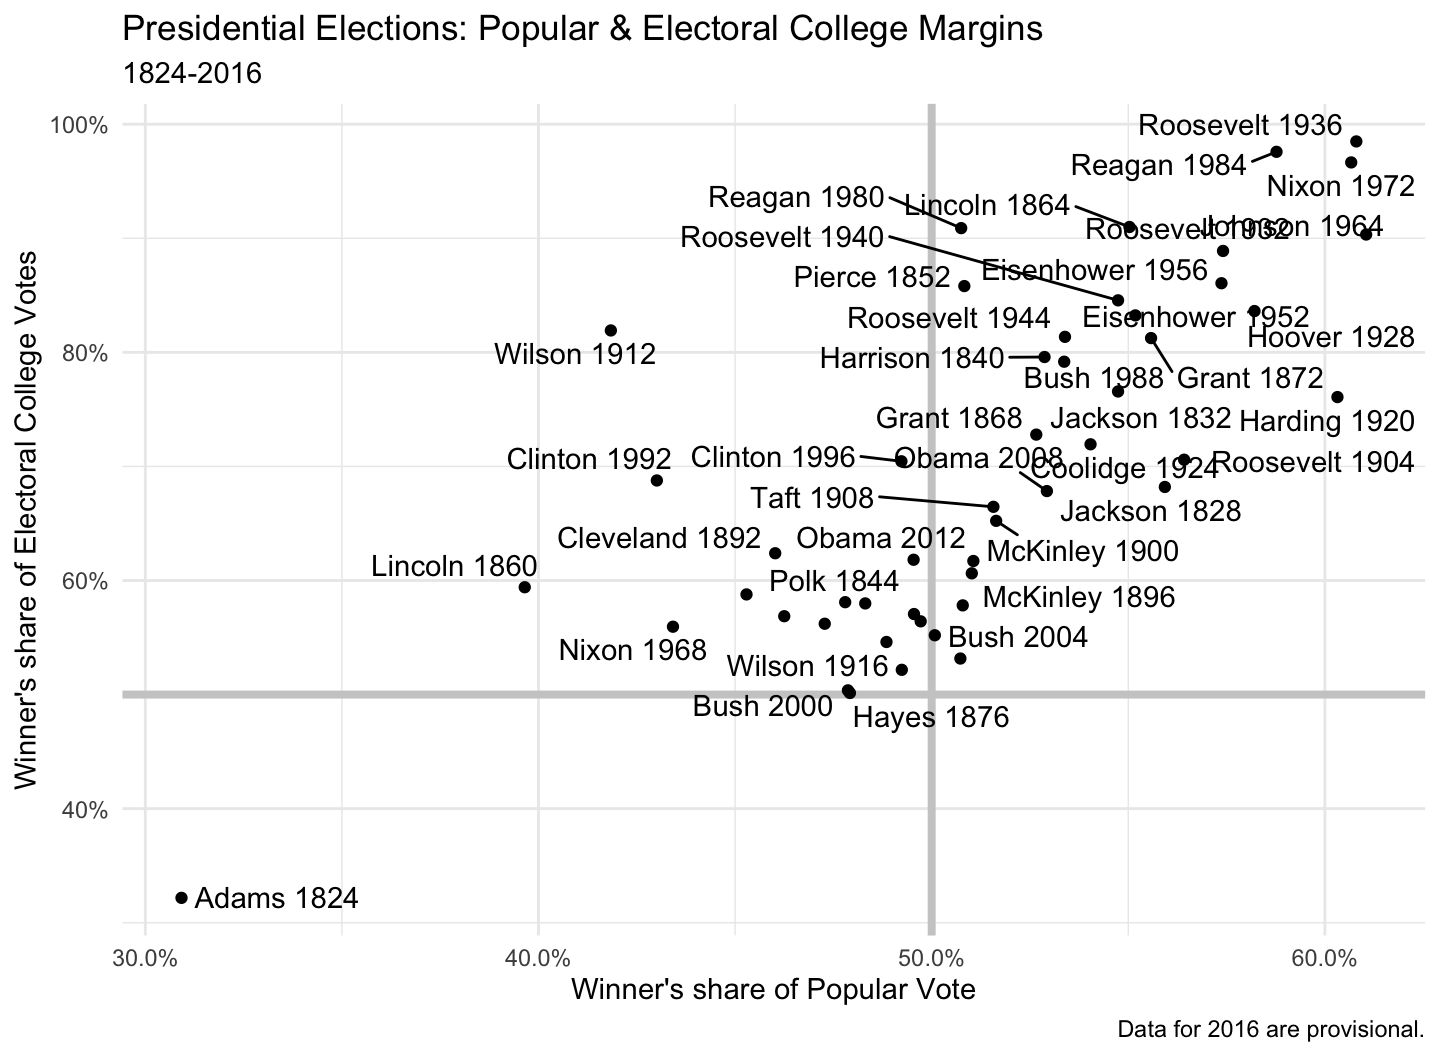 Presidential Elections: Popular & Electoral College Margins
1824-2016
Winner's share of Electoral College Votes
100%
80%
60%
40%
Roosevelt 1936
Reagan 1984
Nixon 1972
Reagan 1980
Lincoln 1864
Roosevelt 1932
Johnson 1964
Roosevelt 1940
Pierce 1852
Eisenhower 1956
Roosevelt 1944
Eisenhower 1952
Hoover 1928
Wilson 1912
Harrison 1840
Bush 1988
Grant 1872
Grant 1868
Jackson 1832
Harding 1920
Clinton 1992
Clinton 1996
Obama 2008
Coolidge 1924
Roosevelt 1904
Taft 1908
Jackson 1828
Cleveland 1892
Obama 2012
McKinley 1900
Lincoln 1860
Polk 1844
McKinley 1896
Nixon 1968
Bush 2004
Wilson 1916
Bush 2000
Hayes 1876
Adams 1824
30.0%
40.0%
50.0%
60.0%
Winner's share of Popular Vote
Data for 2016 are provisional.